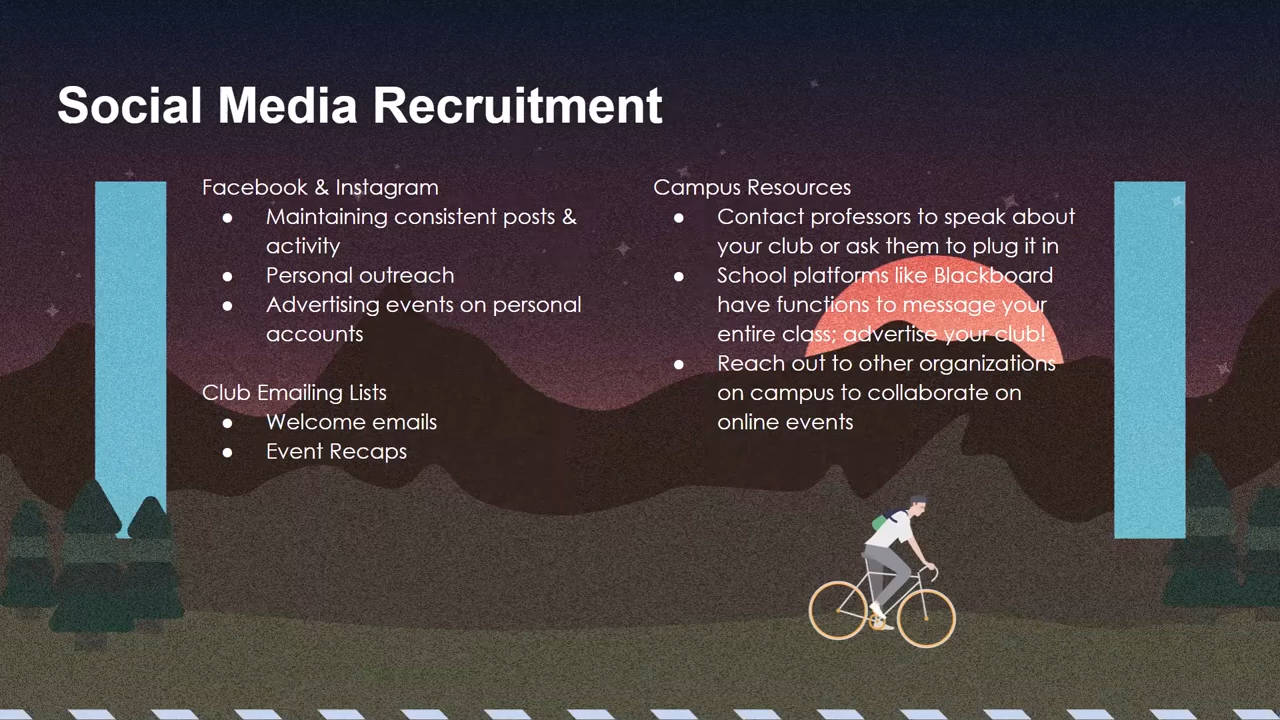 Social Media Recruitment
Facebook & Instagram
● Maintaining consistent posts &
activity
● Personal outreach
● Advertising events on personal
accounts
Club Emailing Lists
● Welcome emails
● Event Recaps
Campus Resources
● Contact professors to speak about
your club or ask them to plug it in
● School platforms like Blackboard
have functions to message your
entire class; advertise your club!
● Reach out to other organizations
on campus to collaborate on
online events